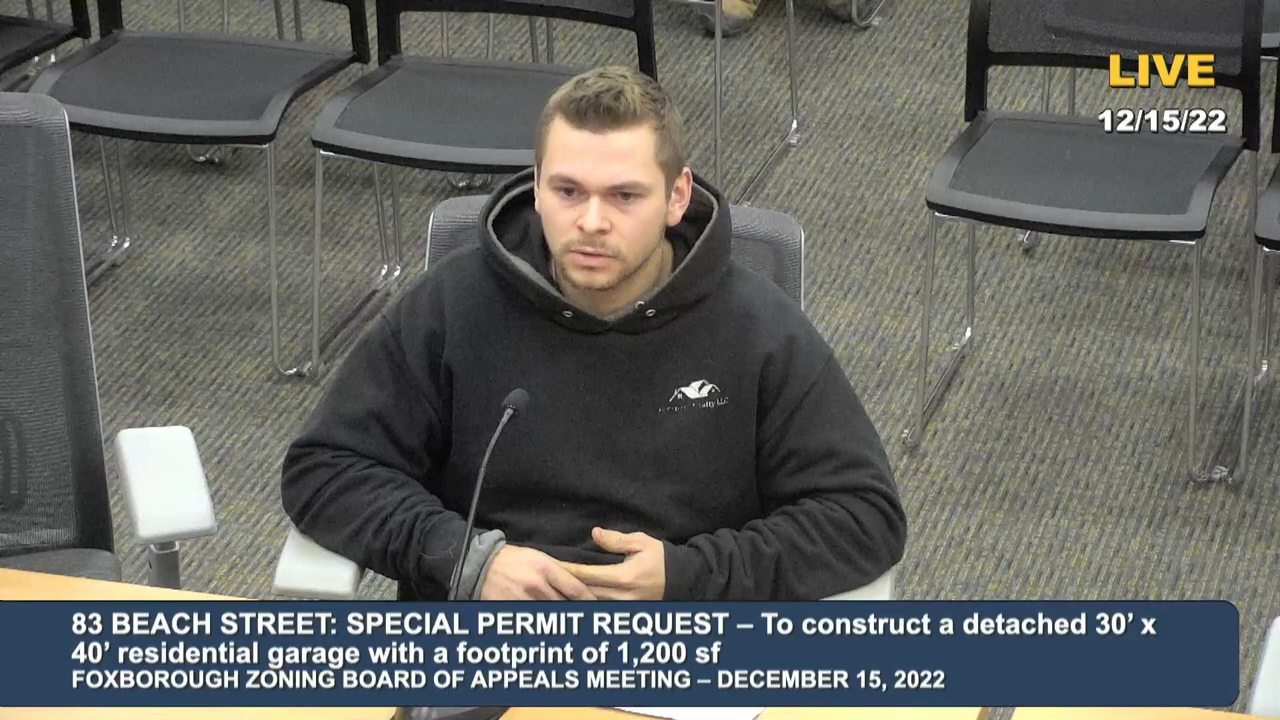 LIVE
12/15/22
83 BEACH STREET: SPECIAL PERMIT REQUEST – To construct a detached 30’ x
40’ residential garage with a footprint of 1,200 sf
FOXBOROUGH ZONING BOARD OF APPEALS MEETING – DECEMBER 15, 2022